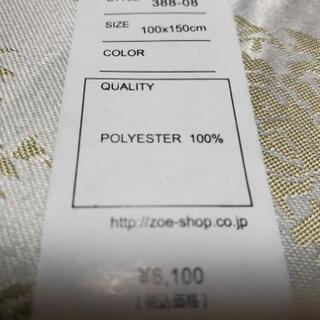 388-08
SIZE 100x150cm
COLOR
QUALITY
POLYESTER 100%
http://zoe-shop.co.jp
¥6,100
(税込価格)